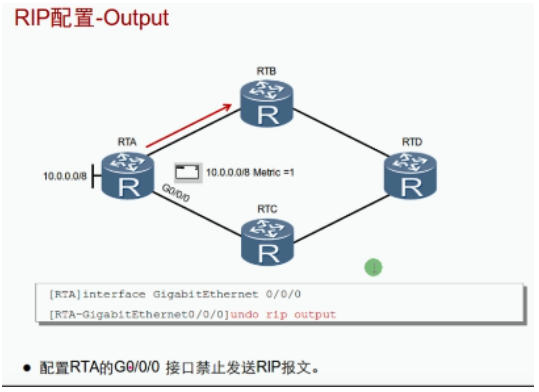 RIP配置-Output
RTB
RTA
RTD
10.0.0.0/8
10.0.0.0/8 Metric =1
G0/0/0
RTC
R
R
R
R
[RTA]interface GigabitEthernet 0/0/0
[RTA-GigabitEthernet0/0/0]undo rip output
● 配置RTA的G0/0/0 接口禁止发送RIP报文。